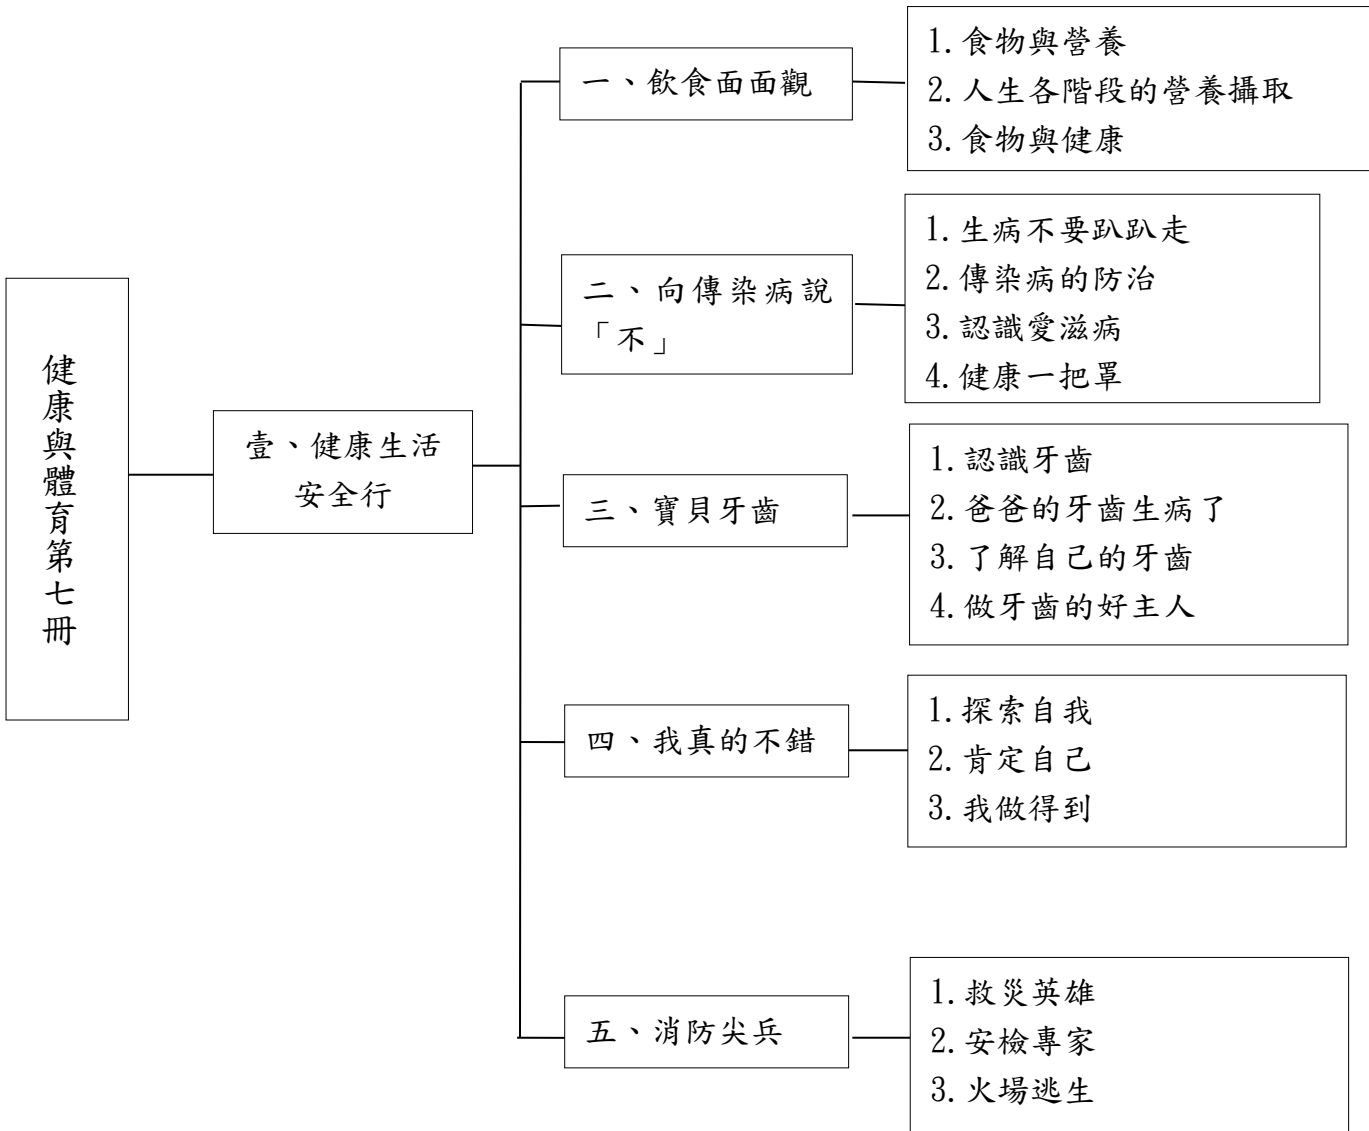 健康與體育第七冊
壹、健康生活
安全行
一、飲食面面觀
1.食物與營養
2.人生各階段的營養攝取
3.食物與健康
二、向傳染病說
「不」
1.生病不要趴趴走
2.傳染病的防治
3.認識愛滋病
4.健康一把罩
三、寶貝牙齒
1.認識牙齒
2.爸爸的牙齒生病了
3.了解自己的牙齒
4.做牙齒的好主人
四、我真的不錯
1.探索自我
2.肯定自己
3.我做得到
五、消防尖兵
1.救災英雄
2.安檢專家
3.火場逃生